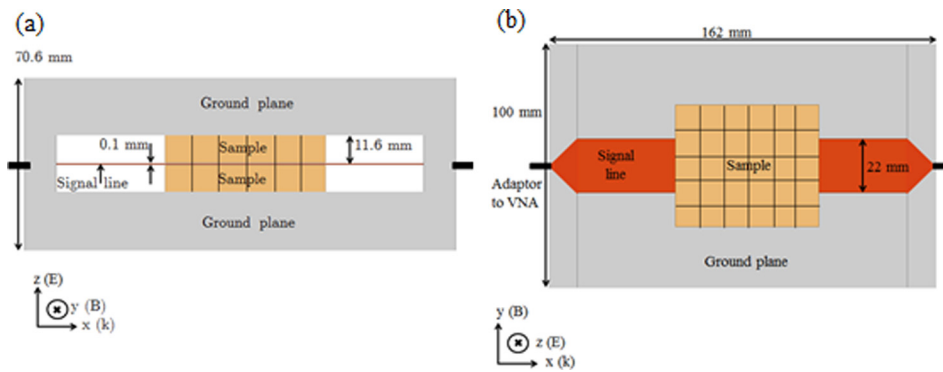 (a)
70.6 mm
Ground plane
0.1 mm
Sample
11.6 mm
Signal line
Sample
Ground plane
z (E)
y (B)
x (k)
(b)
162 mm
100 mm
Signal
line
Sample
22 mm
Adaptor
to VNA
Ground plane
y (B)
z (E)
x (k)